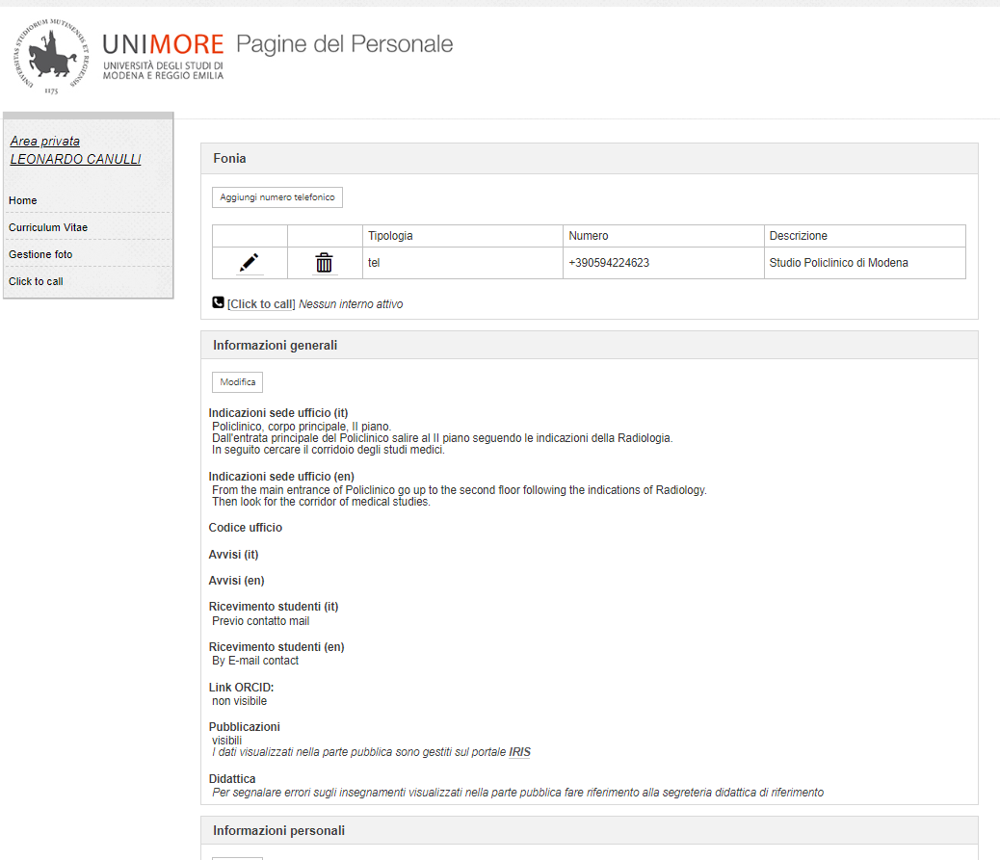 UNIVERSITAS STUDIORUM MUTINENSIS ET REGIENSIS
1175
UNIMORE Pagine del Personale
UNIVERSITÀ DEGLI STUDI DI
MODENA E REGGIO EMILIA
Area privata
LEONARDO CANULLI
Home
Curriculum Vitae
Gestione foto
Click to call
Fonia
Aggiungi numero telefonico
Tipologia Numero Descrizione
tel +390594224623 Studio Policlinico di Modena
[Click to call] Nessun interno attivo
Informazioni generali
Modifica
Indicazioni sede ufficio (it)
Policlinico, corpo principale, II piano.
Dall'entrata principale del Policlinico salire al II piano seguendo le indicazioni della Radiologia.
In seguito cercare il corridoio degli studi medici.
Indicazioni sede ufficio (en)
From the main entrance of Policlinico go up to the second floor following the indications of Radiology.
Then look for the corridor of medical studies.
Codice ufficio
Avvisi (it)
Avvisi (en)
Ricevimento studenti (it)
Previo contatto mail
Ricevimento studenti (en)
By E-mail contact
Link ORCID:
non visibile
Pubblicazioni
visibili
I dati visualizzati nella parte pubblica sono gestiti sul portale IRIS
Didattica
Per segnalare errori sugli insegnamenti visualizzati nella parte pubblica fare riferimento alla segreteria didattica di riferimento
Informazioni personali